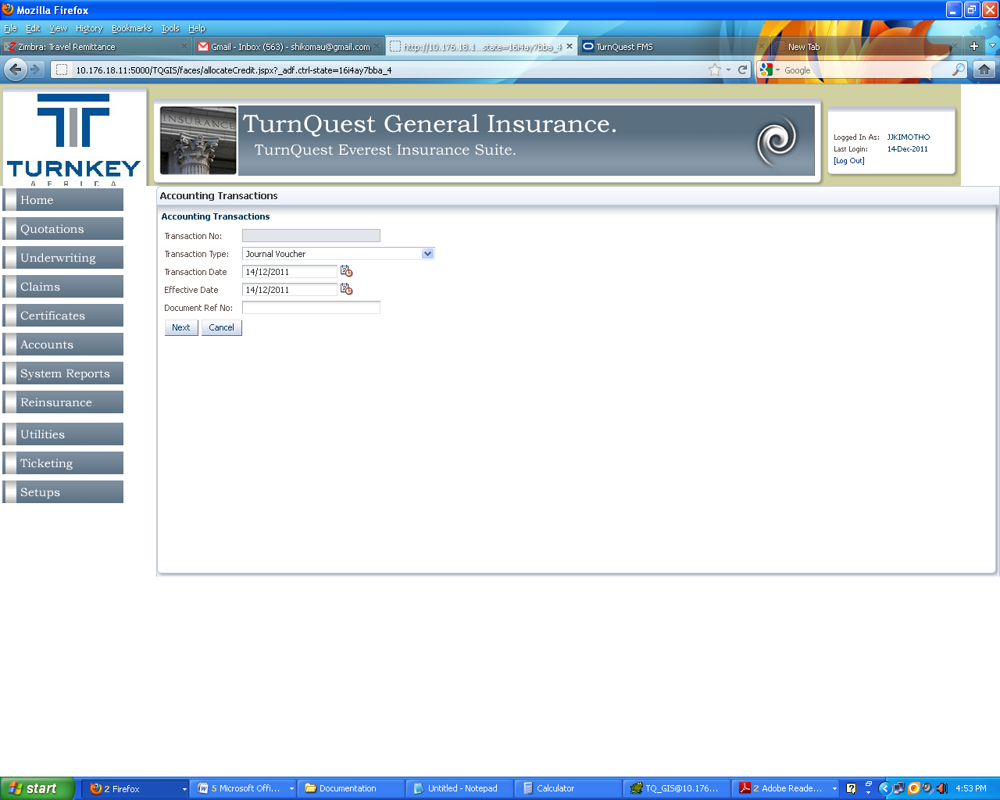 Mozilla Firefox
File Edit View History Bookmarks Tools Help
Zimbra: Travel Remittance
Gmail - Inbox (563) - shikomau@gmail.com
http://10.176.18.1...state=16i4ay7bba_4
TurnQuest FMS
New Tab
10.176.18.11:5000/TQGIS/faces/allocateCredit.jspx?_adf.ctrl-state=16i4ay7bba_4
Google
TURNKEY
AFRICA
INSURANCE
TurnQuest General Insurance.
TurnQuest Everest Insurance Suite.
Logged In As: JJKIMOTHO
Last Login: 14-Dec-2011
[Log Out]
Home
Quotations
Underwriting
Claims
Certificates
Accounts
System Reports
Reinsurance
Utilities
Ticketing
Setups
Accounting Transactions
Accounting Transactions
Transaction No:
Transaction Type: Journal Voucher
Transaction Date 14/12/2011
Effective Date 14/12/2011
Document Ref No:
Next Cancel
start
2 Firefox
5 Microsoft Offi...
Documentation
Untitled - Notepad
Calculator
TQ_GIS@10.176...
2 Adobe Reade...
4:53 PM